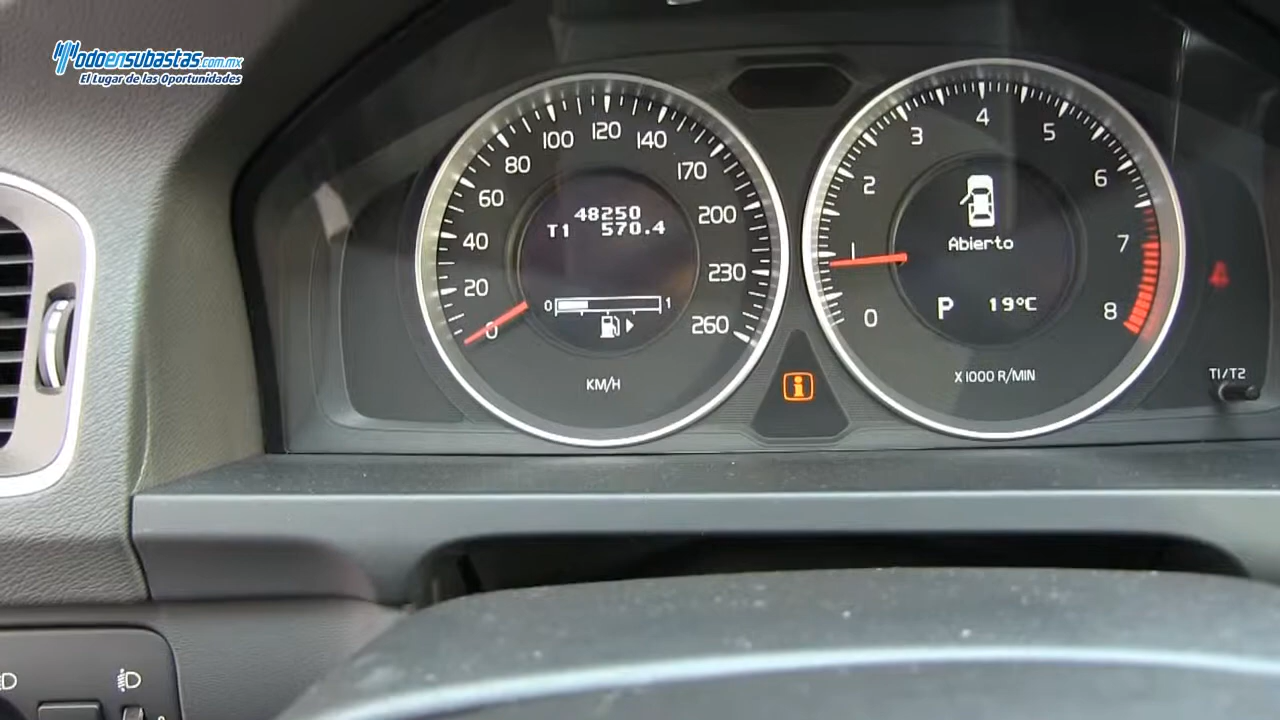 Todoensubastas.com.mx
El Lugar de las Oportunidades
0
20
40
60
80
100
120
140
170
200
230
260
48250
T1 570.4
0 1
KM/H
0
1
2
3
4
5
6
7
8
Abierto
P 19°C
X1000 R/MIN
T1/T2